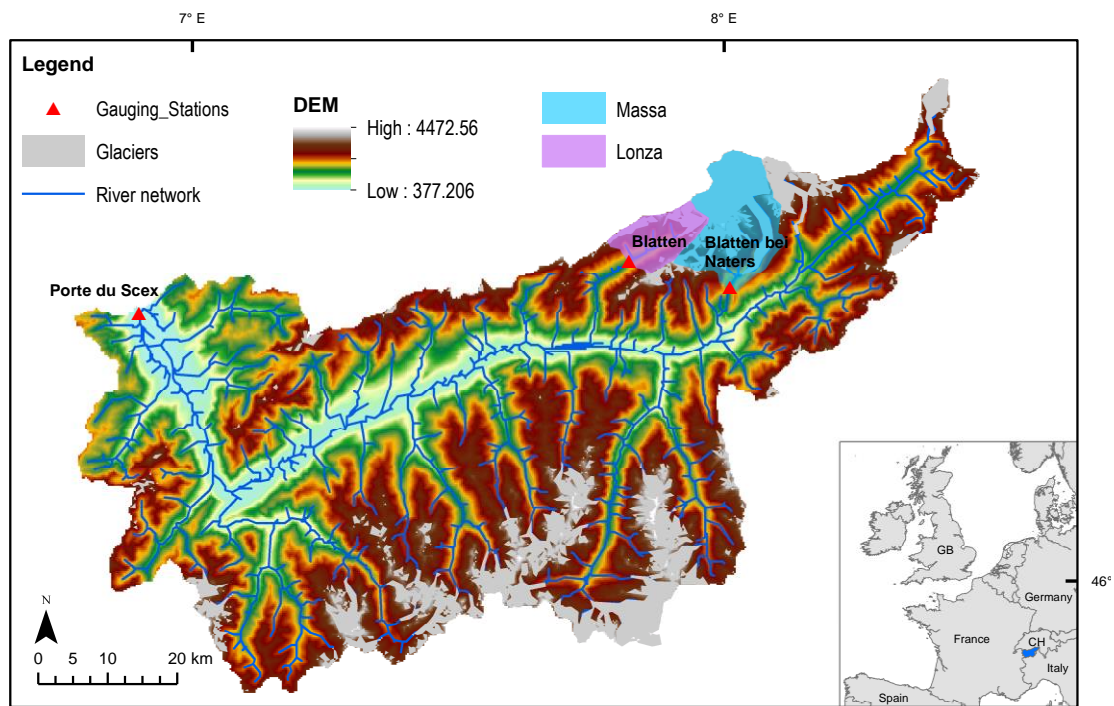 7° E
8° E
Legend
Gauging_Stations
Glaciers
River network
DEM
High : 4472.56
Low : 377.206
Massa
Lonza
Blatten
Blatten bei
Naters
Porte du Scex
46°
N
0 5 10 20 km
GB
Germany
France
CH
Italy
Spain